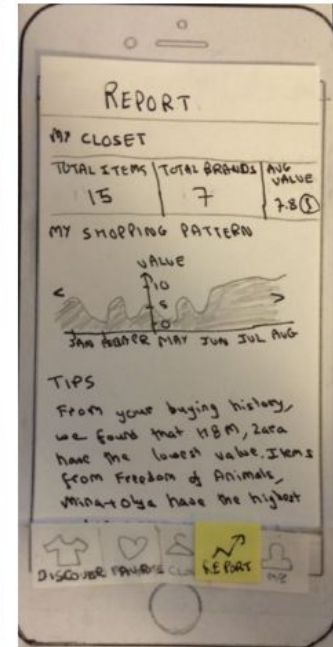 REPORT
MY CLOSET
TOTAL ITEMS TOTAL BRANDS AVG VALUE
15 7 7.8 $
MY SHOPPING PATTERN
VALUE
10
5
0
JAN MAR APR MAY JUN JUL AUG
TIPS
From your buying history,
we found that H&M, Zara
have the lowest value. Items
from Freedom of Animals,
have the highest
DISCOVER REPORT ME